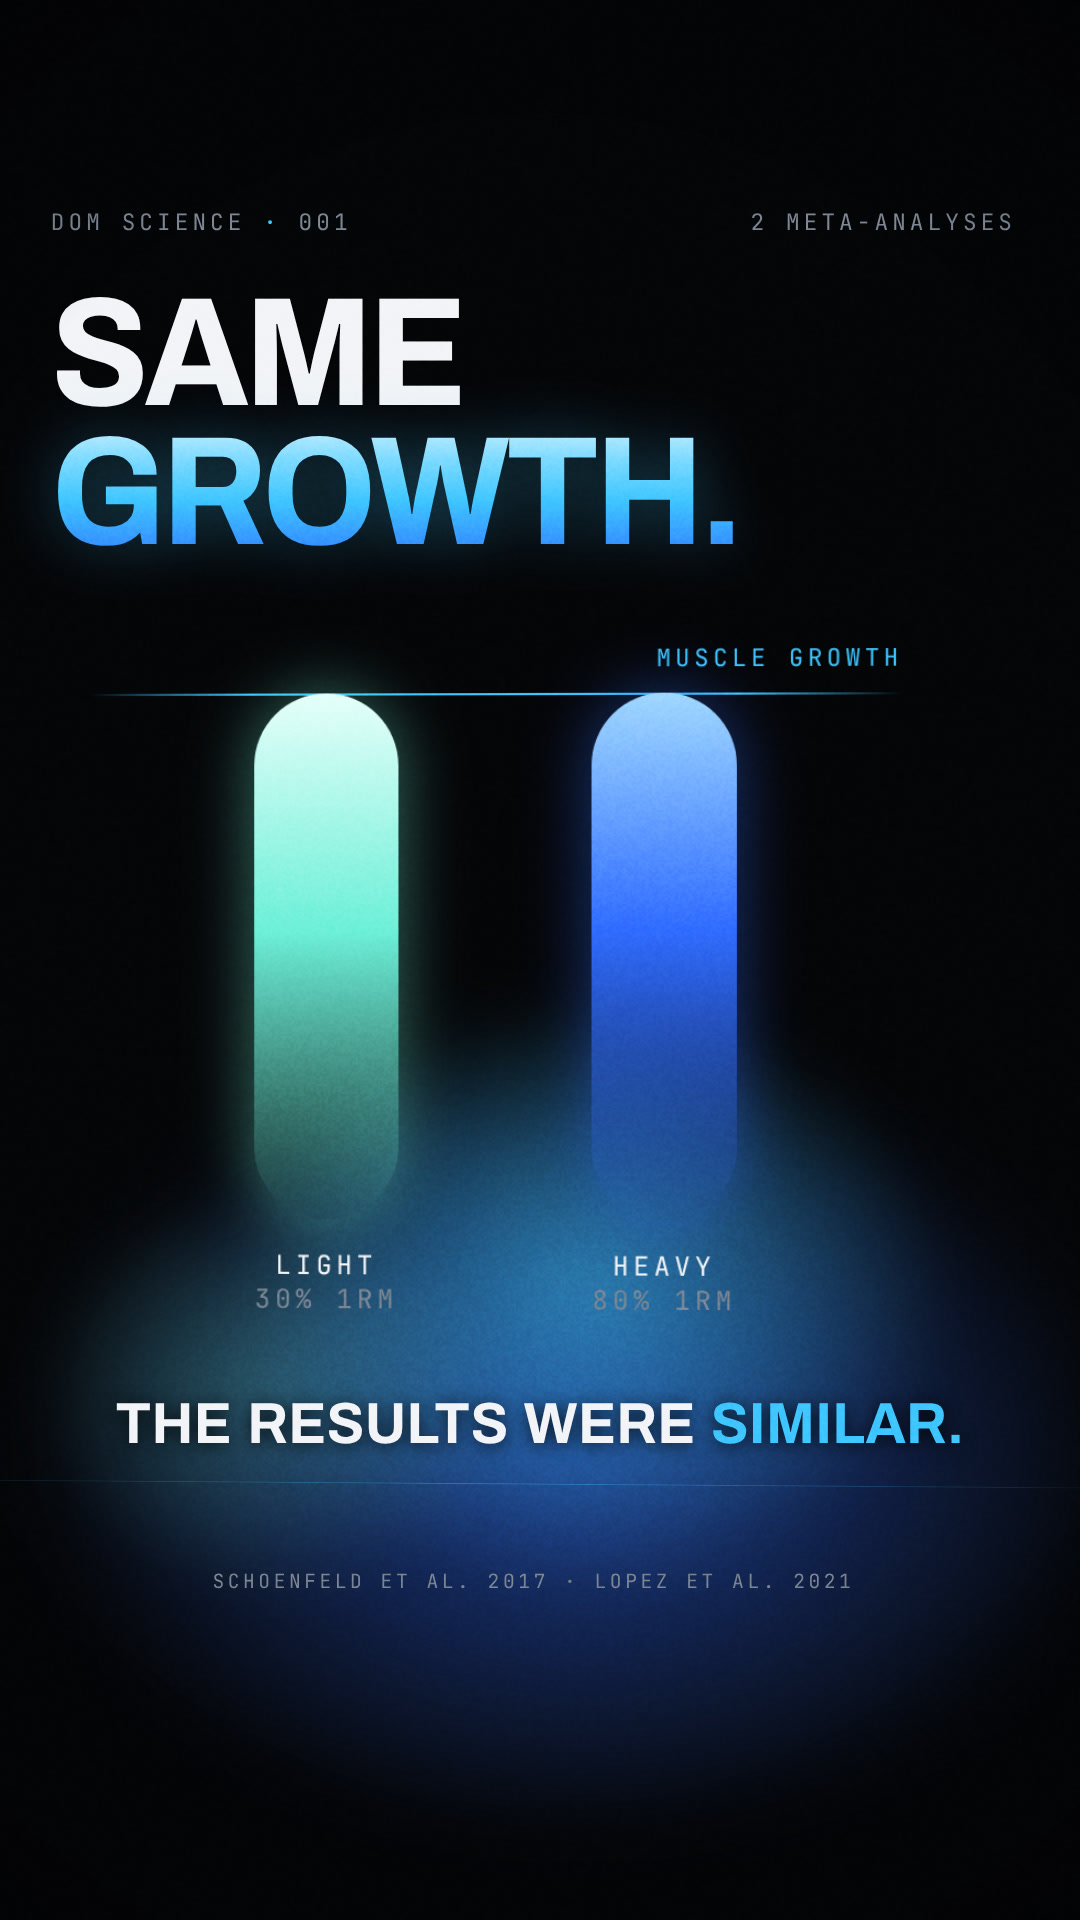 DOM SCIENCE · 001
2 META-ANALYSES
SAME
GROWTH.
MUSCLE GROWTH
LIGHT
30% 1RM
HEAVY
80% 1RM
THE RESULTS WERE SIMILAR.
SCHOENFELD ET AL. 2017 · LOPEZ ET AL. 2021